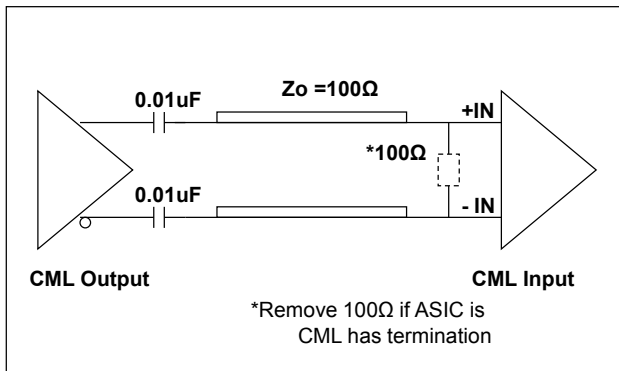 0.01uF
Zo =100Ω
+IN
*100Ω
0.01uF
- IN
CML Output
CML Input
*Remove 100Ω if ASIC is
CML has termination